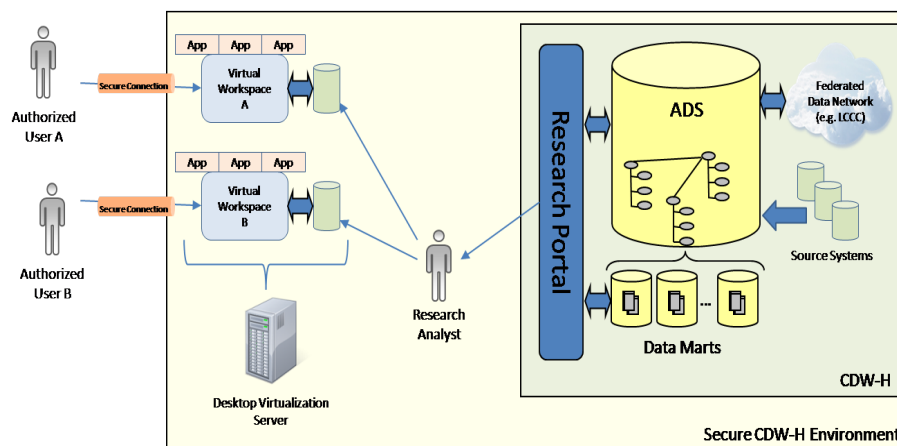 App App App
Secure Connection
Virtual
Workspace
A
Authorized
User A
App App App
Secure Connection
Virtual
Workspace
B
Authorized
User B
Desktop Virtualization
Server
Research
Analyst
Research Portal
ADS
Federated
Data Network
(e.g. LCCC)
Source Systems
...
Data Marts
CDW-H
Secure CDW-H Environment